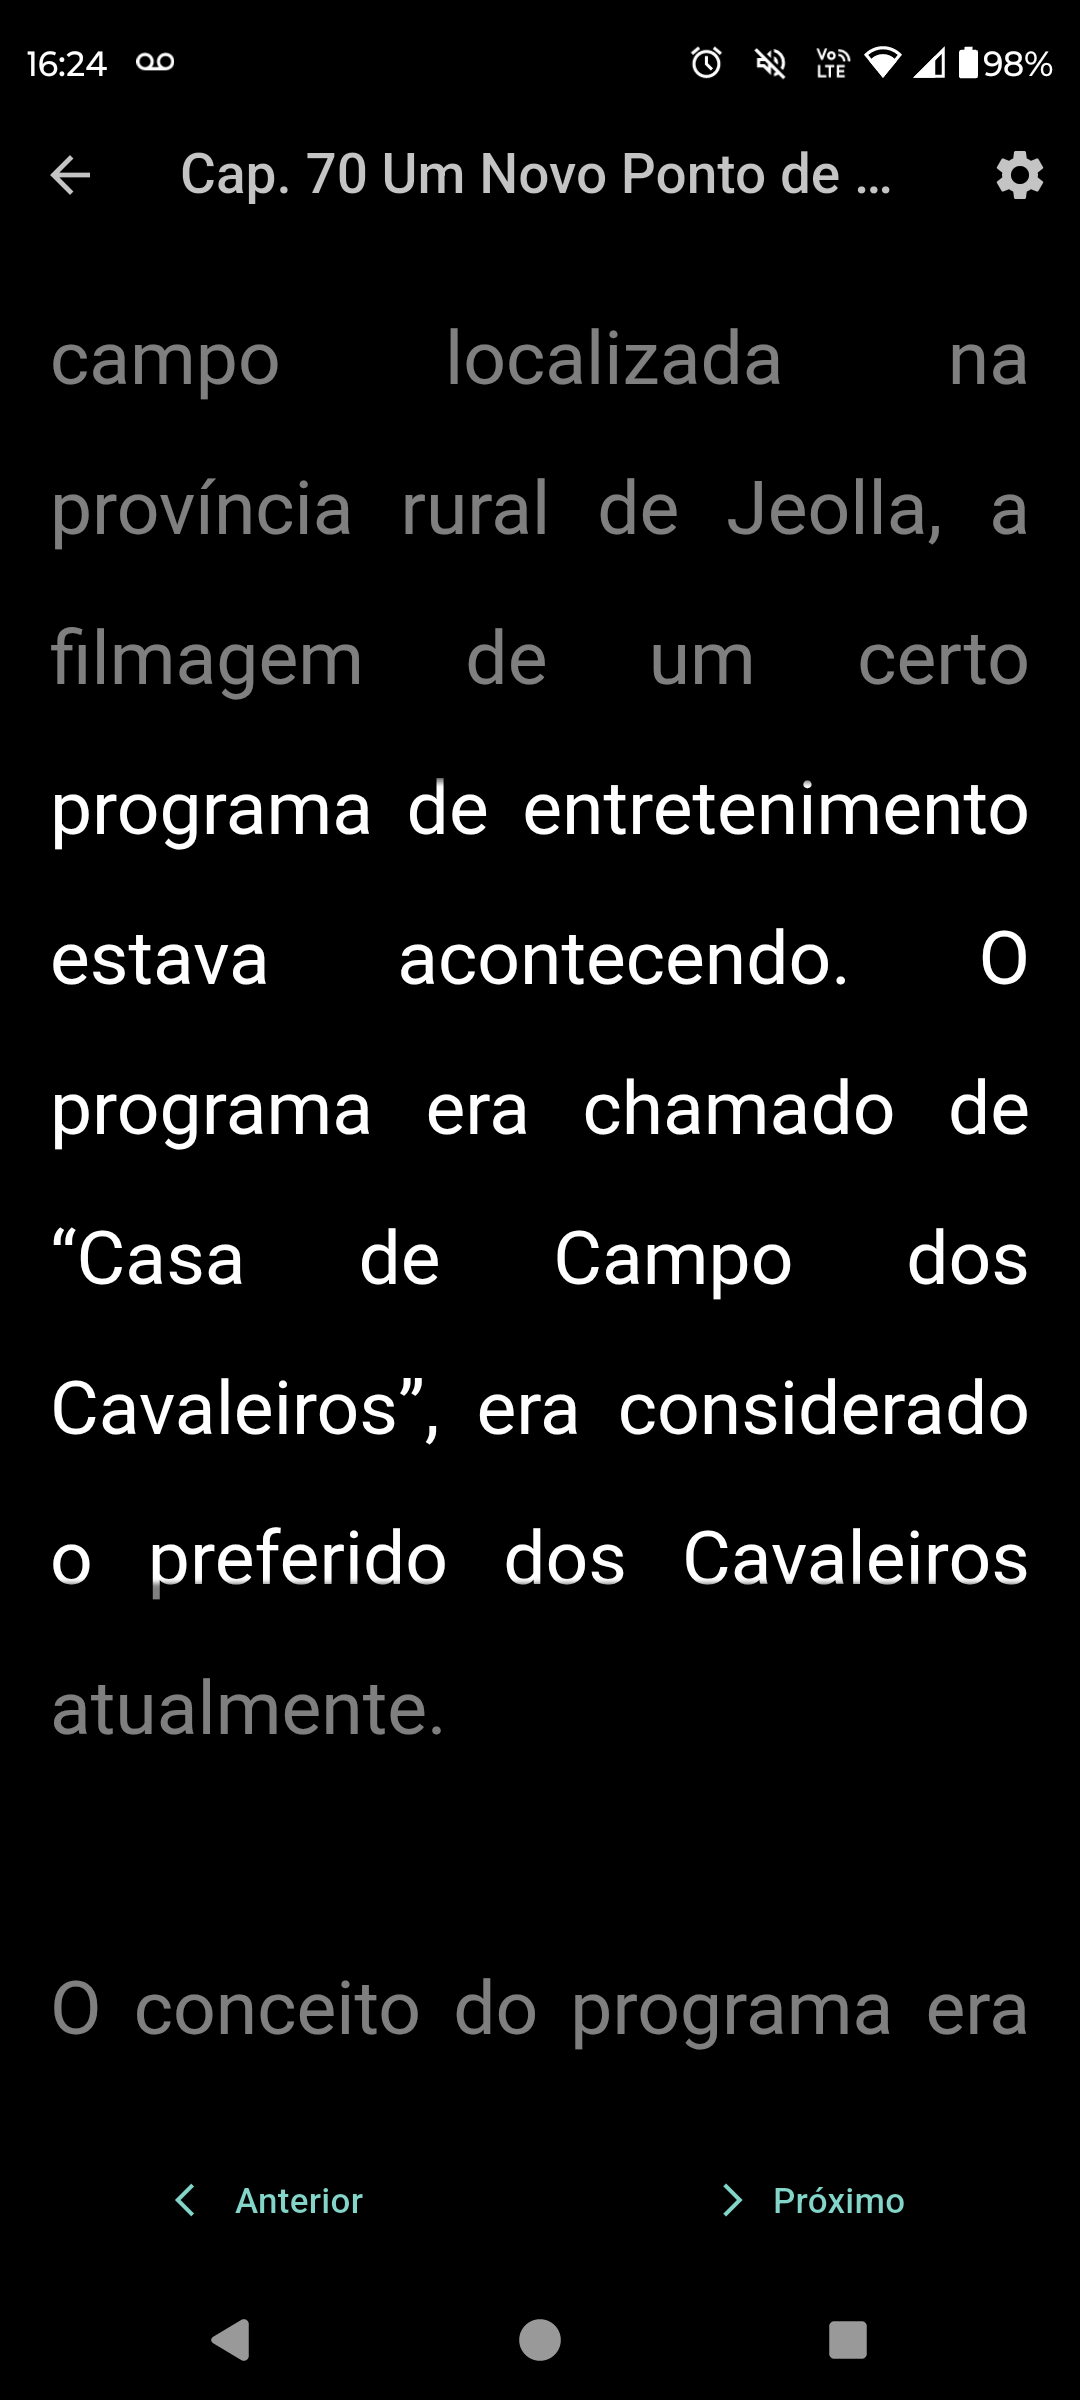 16:24
Vo LTE
98%
Cap. 70 Um Novo Ponto de ...
campo localizada na
província rural de Jeolla, a
filmagem de um certo
programa de entretenimento
estava acontecendo. O
programa era chamado de
“Casa de Campo dos
Cavaleiros”, era considerado
o preferido dos Cavaleiros
atualmente.
O conceito do programa era
Anterior
Próximo